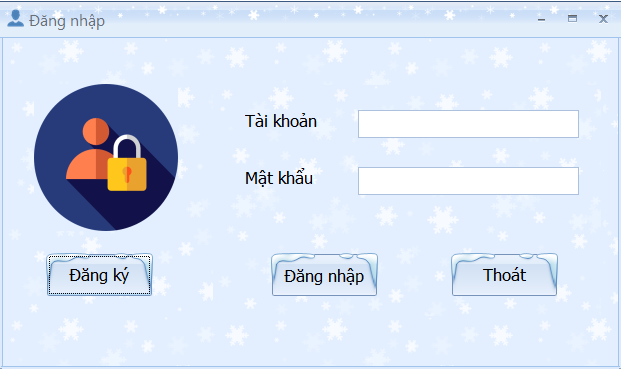 Đăng nhập
Tài khoản
Mật khẩu
Đăng ký
Đăng nhập
Thoát